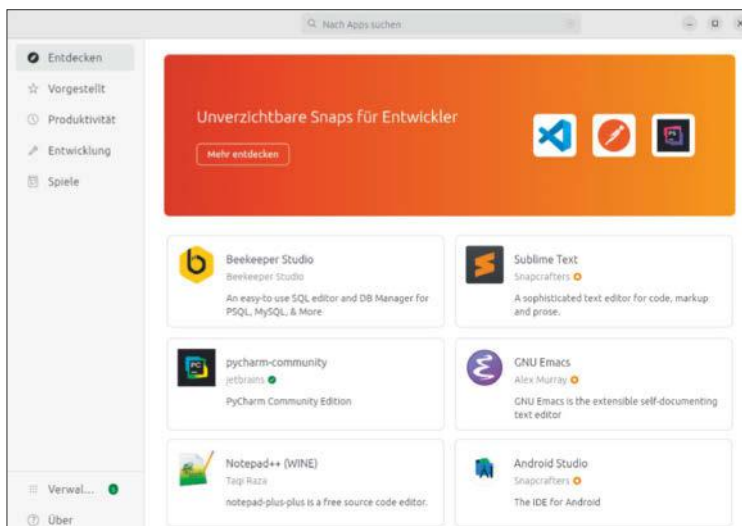 Nach Apps suchen
Entdecken
Vorgestellt
Produktivität
Entwicklung
Spiele
Unverzichtbare Snaps für Entwickler
Mehr entdecken
Beekeeper Studio
Beekeeper Studio
An easy-to use SQL editor and DB Manager for
PSQL, MySQL, & More
Sublime Text
Snapcrafters
A sophisticated text editor for code, markup
and prose.
pycharm-community
jetbrains
PyCharm Community Edition
GNU Emacs
Alex Murray
GNU Emacs is the extensible self-documenting
text editor
Notepad++ (WINE)
Taqi Raza
notepad-plus-plus is a free source code editor.
Android Studio
Snapcrafters
The IDE for Android
Verwal...
Über